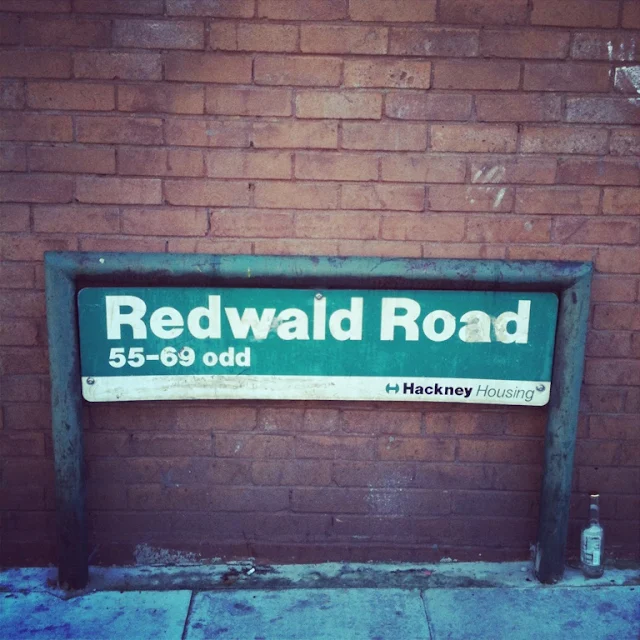 Redwald Road
55-69 odd
Hackney Housing